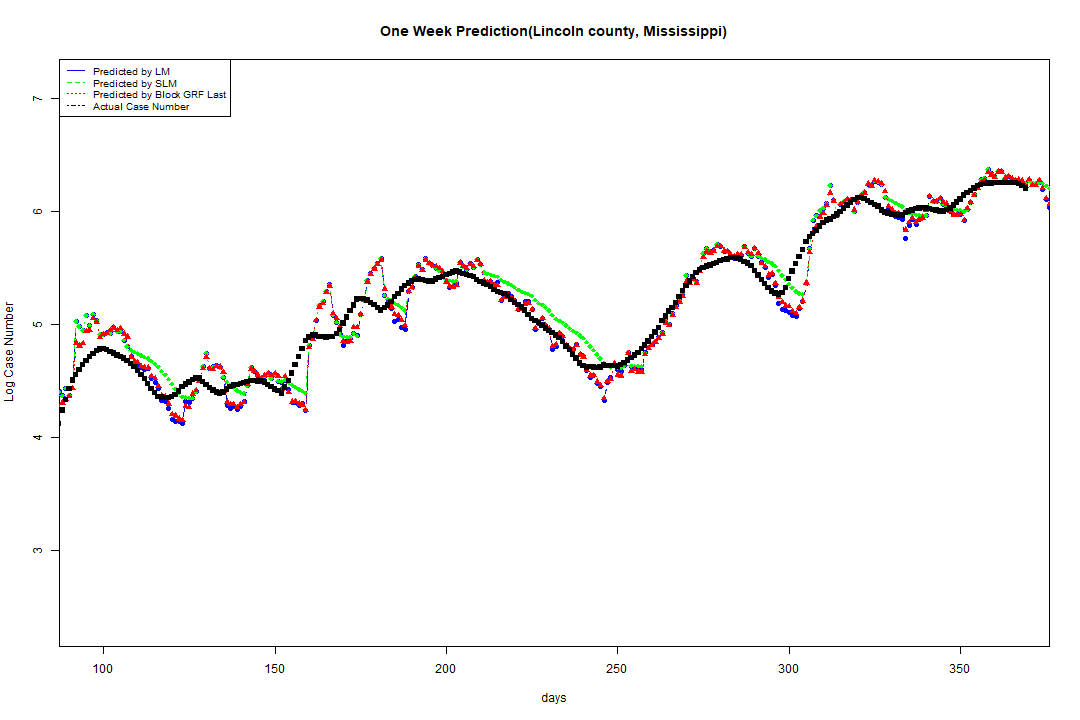 One Week Prediction(Lincoln county, Mississippi)
Predicted by LM
Predicted by SLM
Predicted by Block GRF Last
Actual Case Number
7
6
5
4
3
Log Case Number
100 150 200 250 300 350
days